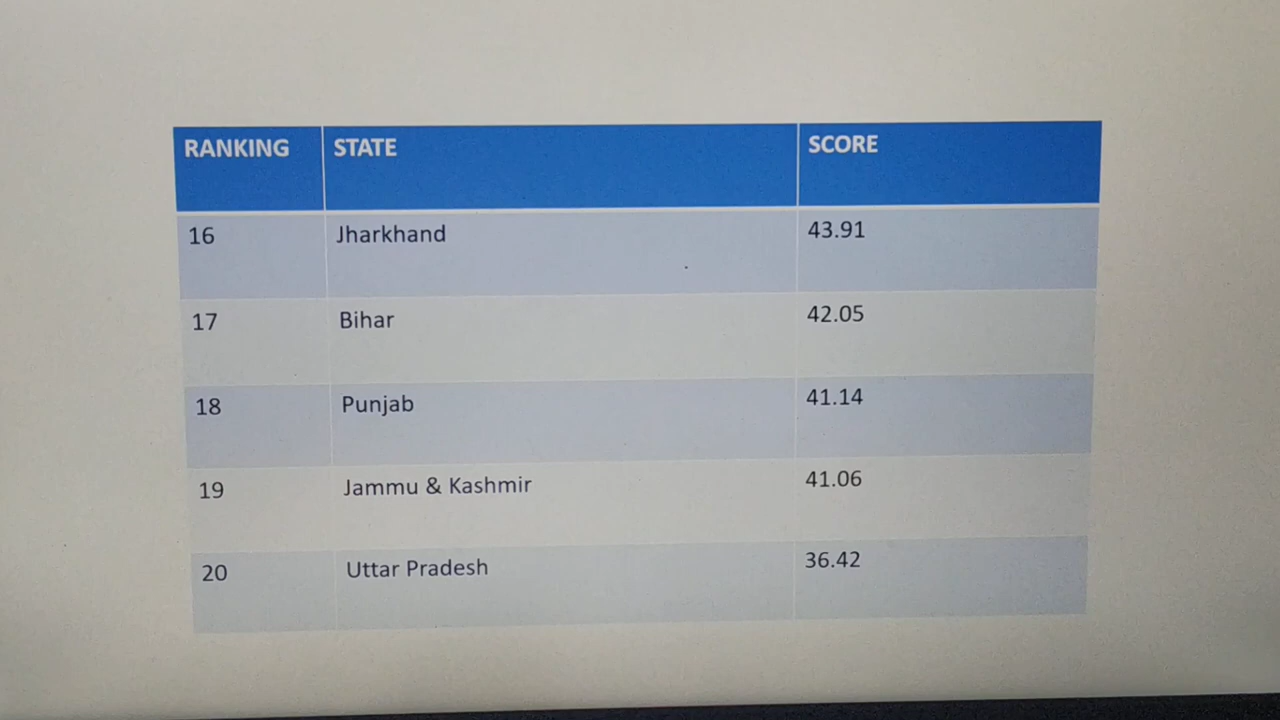 RANKING STATE SCORE
16 Jharkhand 43.91
17 Bihar 42.05
18 Punjab 41.14
19 Jammu & Kashmir 41.06
20 Uttar Pradesh 36.42